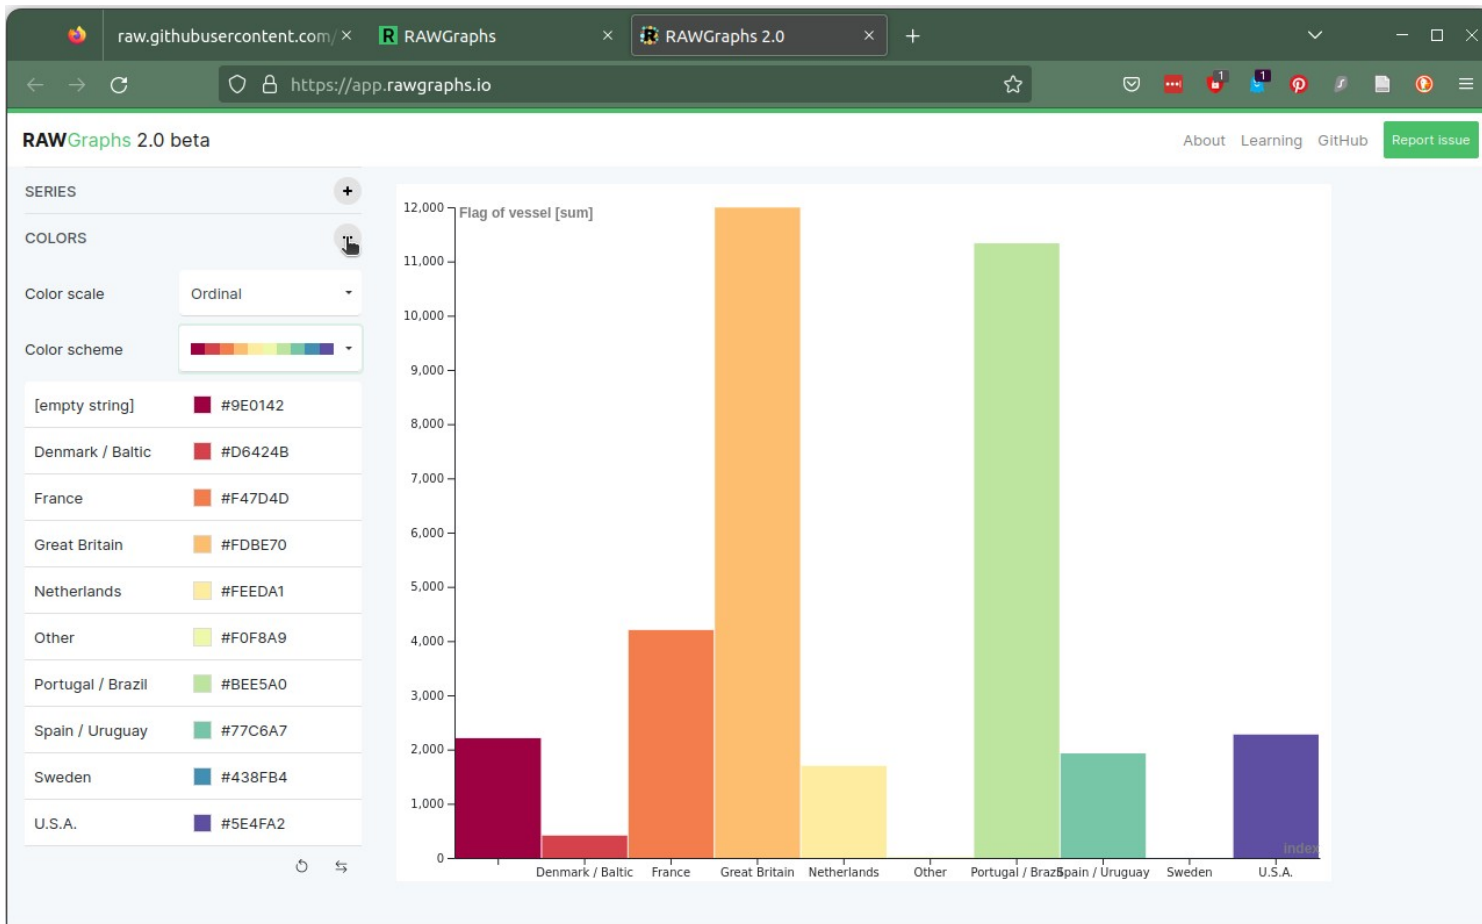 raw.githubusercontent.com/ × RAWGraphs × RAWGraphs 2.0 × +
https://app.rawgraphs.io 1 1
RAWGraphs 2.0 beta About Learning GitHub Report issue
SERIES
COLORS
Color scale Ordinal
Color scheme
[empty string] #9E0142
Denmark / Baltic #D6424B
France #F47D4D
Great Britain #FDBE70
Netherlands #FEEDA1
Other #F0F8A9
Portugal / Brazil #BEE5A0
Spain / Uruguay #77C6A7
Sweden #438FB4
U.S.A. #5E4FA2
Flag of vessel [sum]
12,000
11,000
10,000
9,000
8,000
7,000
6,000
5,000
4,000
3,000
2,000
1,000
0
index
Denmark / Baltic France Great Britain Netherlands Other Portugal / Brazil Spain / Uruguay Sweden U.S.A.